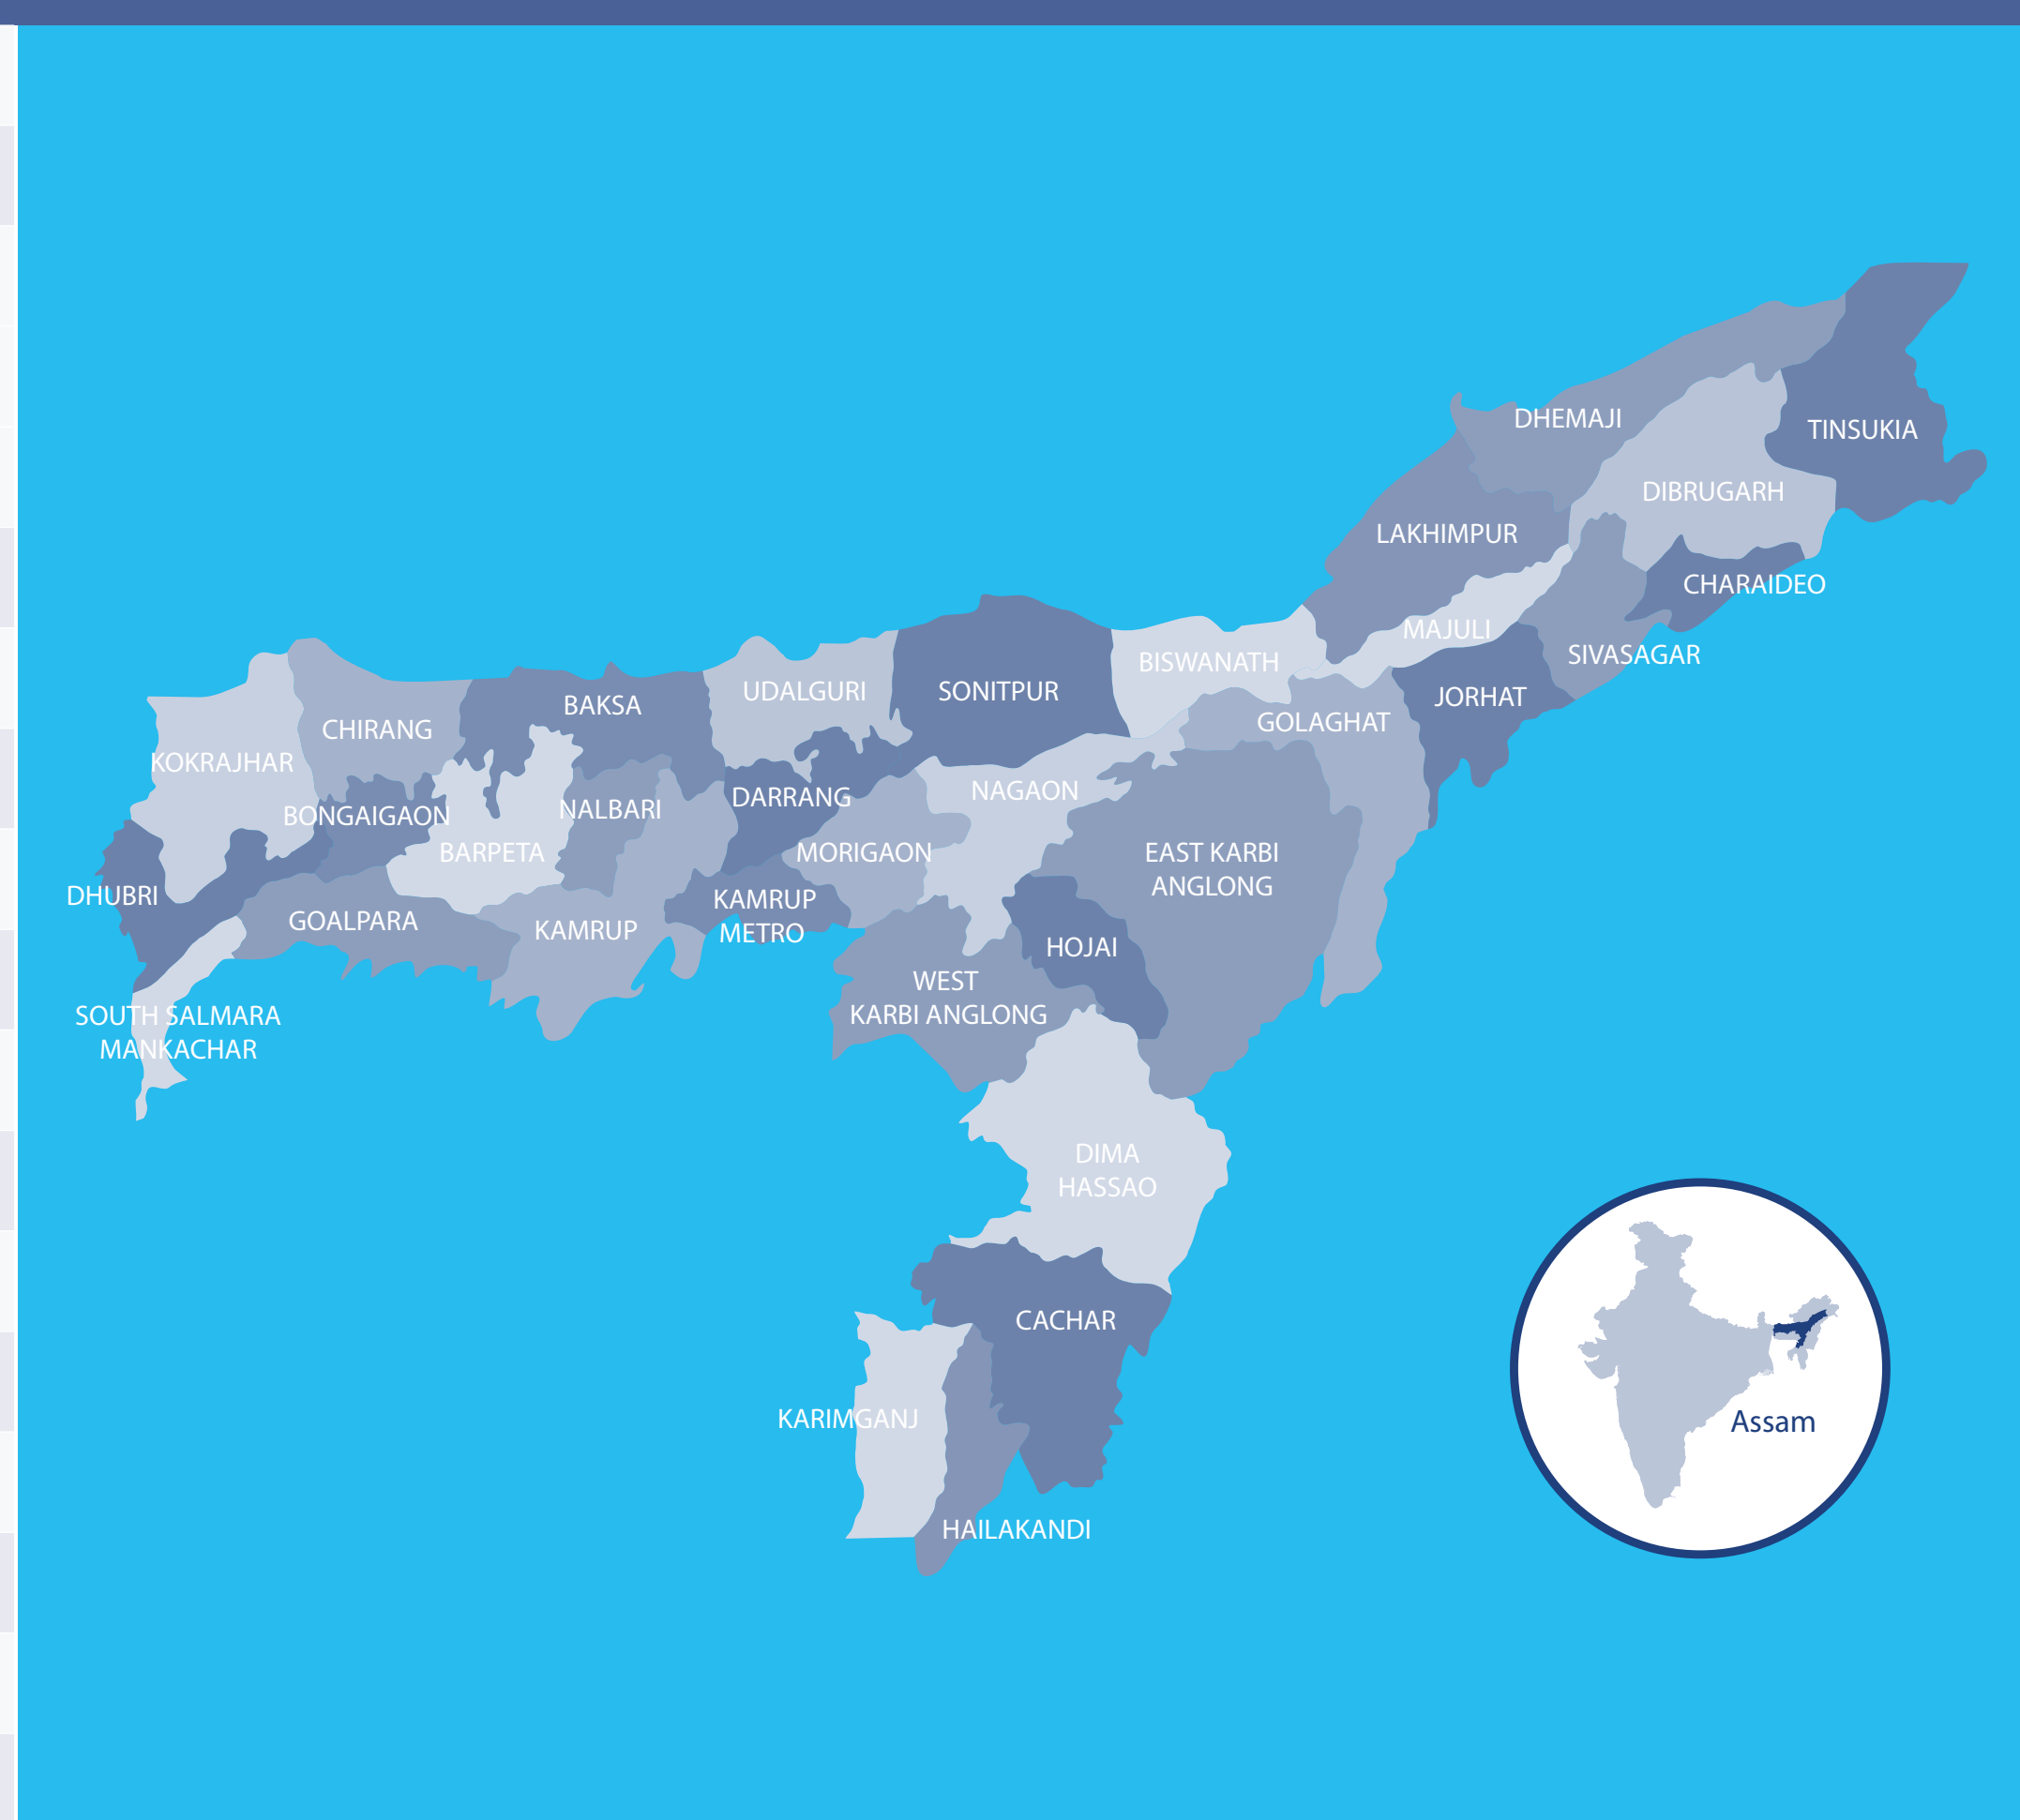 DHEMAJI
TINSUKIA
DIBRUGARH
LAKHIMPUR
CHARAIDEO
MAJULI
SIVASAGAR
BISWANATH
UDALGURI
SONITPUR
JORHAT
BAKSA
GOLAGHAT
CHIRANG
KOKRAJHAR
NAGAON
DARRANG
NALBARI
BONGAIGAON
BARPETA
MORIGAON
EAST KARBI
ANGLONG
DHUBRI
KAMRUP
METRO
GOALPARA
KAMRUP
HOJAI
WEST
KARBI ANGLONG
SOUTH SALMARA
MANKACHAR
DIMA
HASSAO
CACHAR
KARIMGANJ
Assam
HAILAKANDI